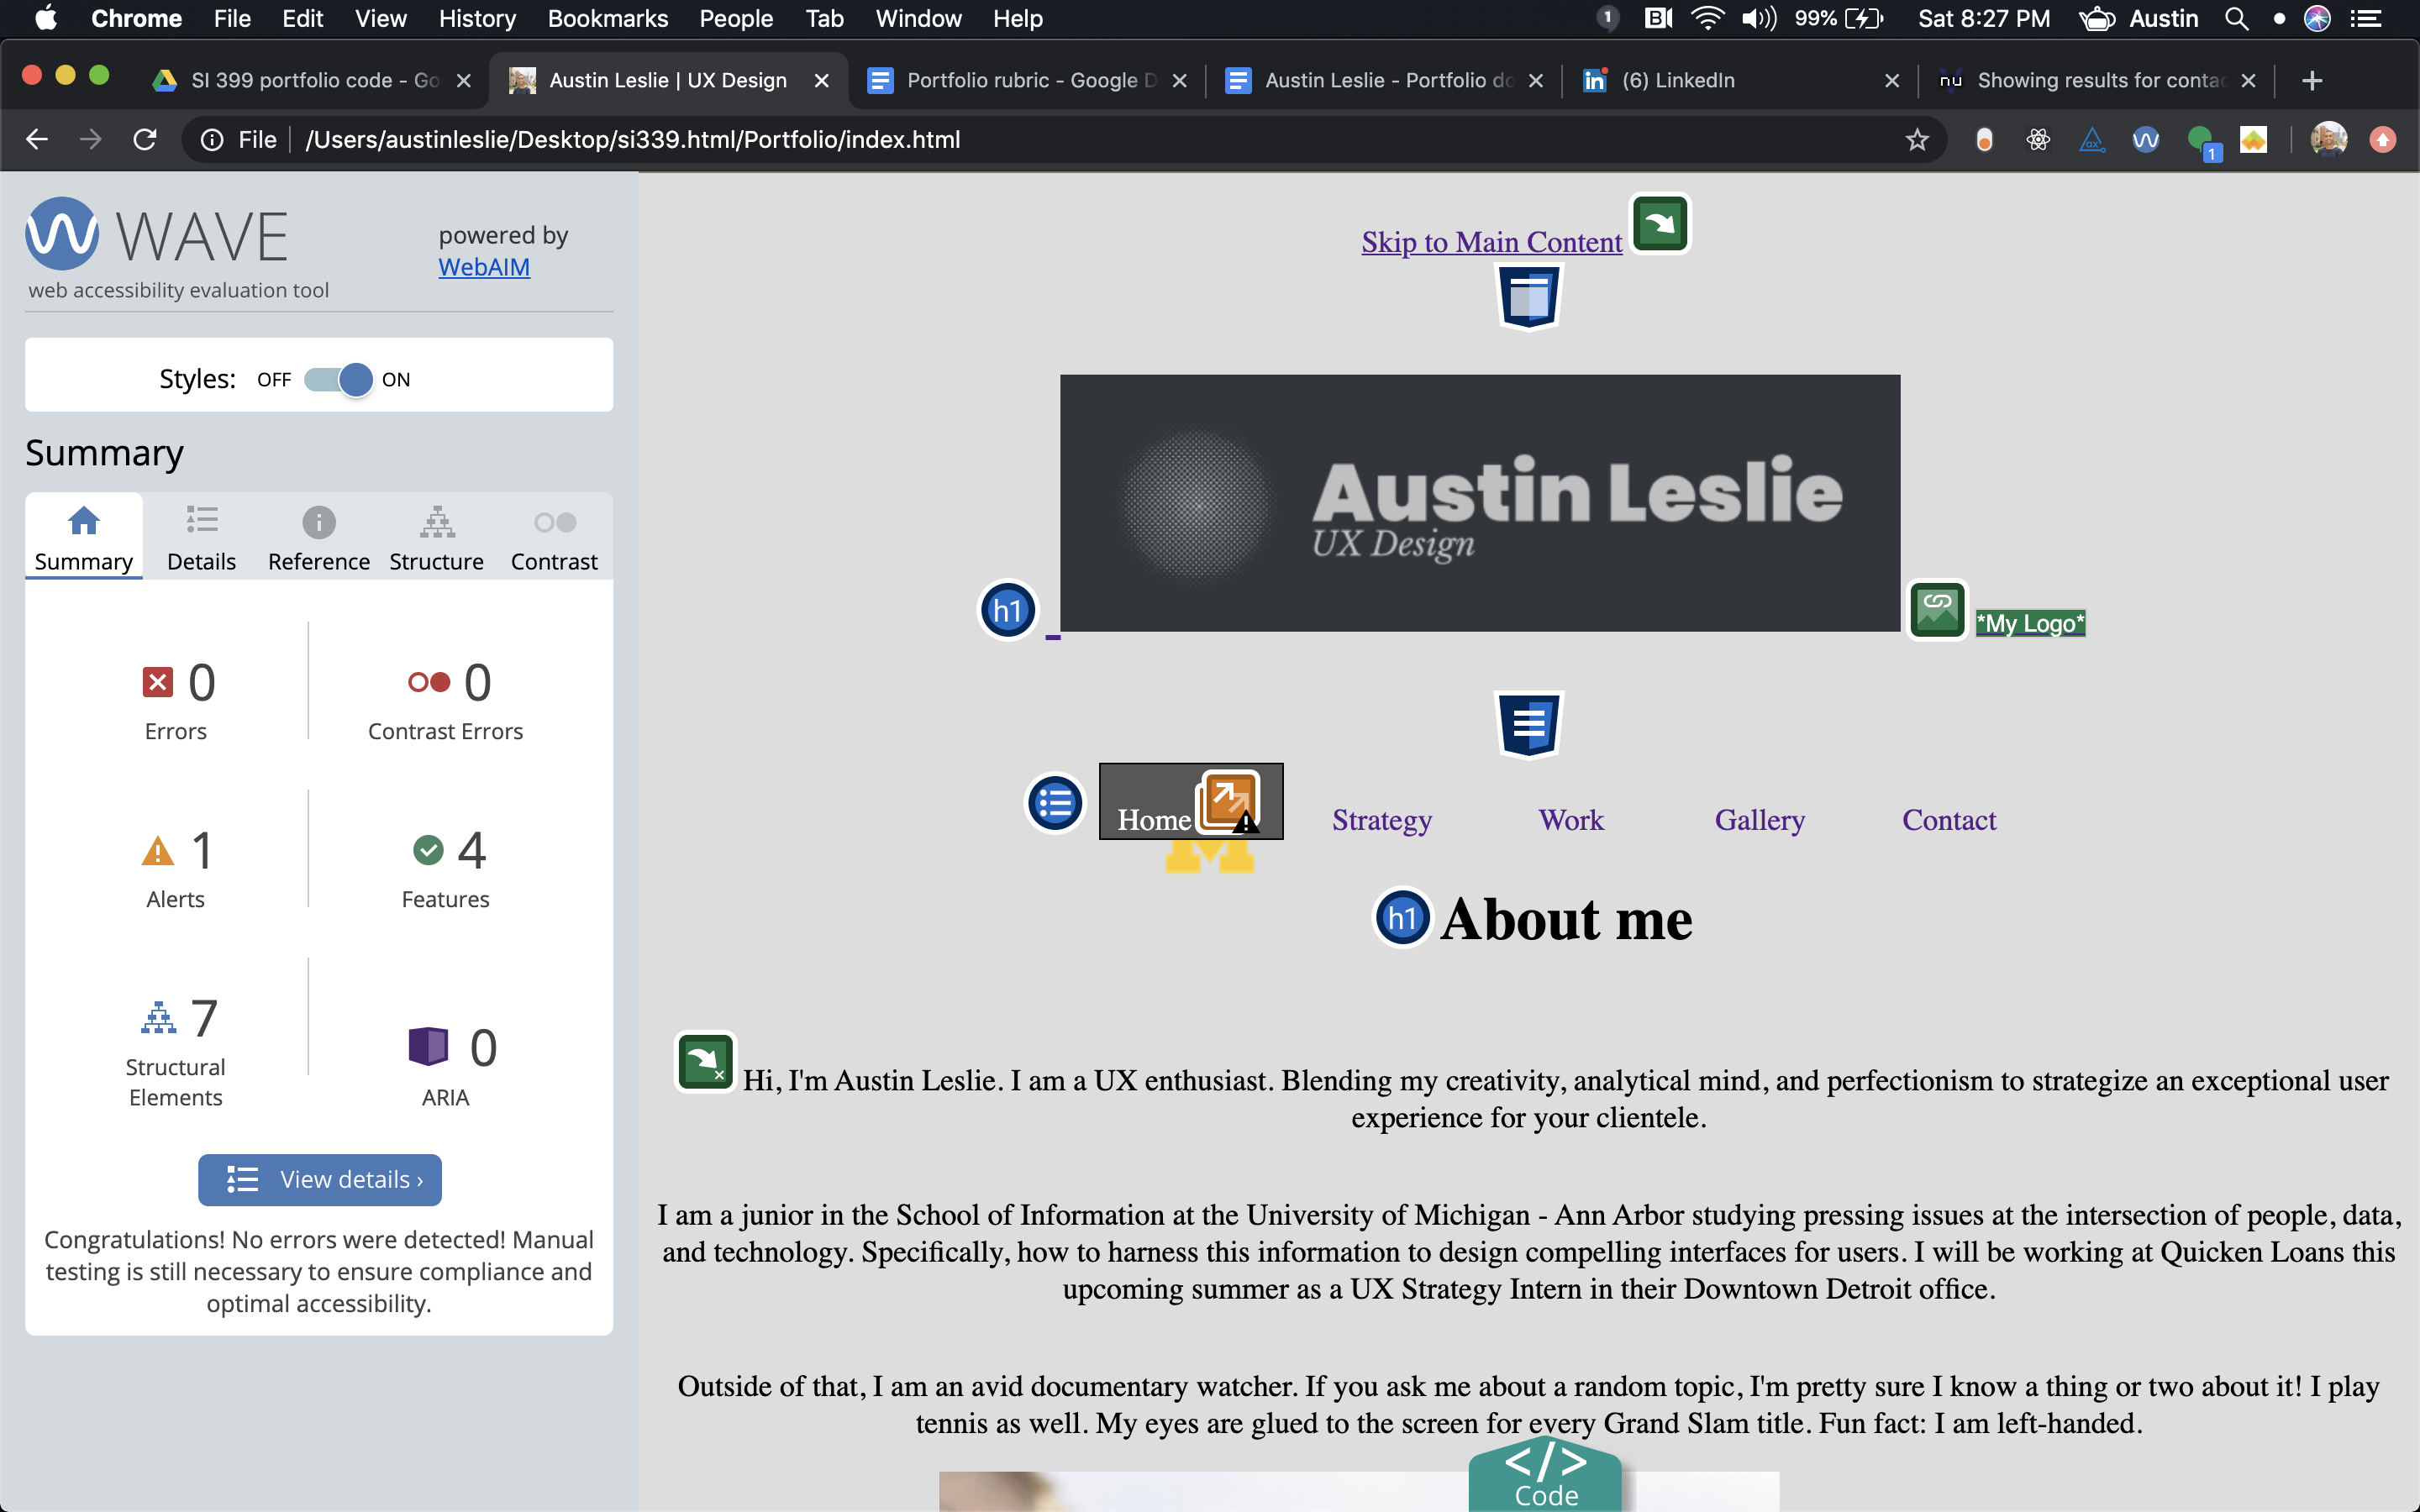 Chrome File Edit View History Bookmarks People Tab Window Help 1 99% Sat 8:27 PM Austin
SI 399 portfolio code - Go Austin Leslie | UX Design Portfolio rubric - Google D Austin Leslie - Portfolio do in (6) LinkedIn nu Showing results for conta
File /Users/austinleslie/Desktop/si339.html/Portfolio/index.html 1
WAVE
powered by
WebAIM
web accessibility evaluation tool
Styles: OFF ON
Summary
Summary Details Reference Structure Contrast
0 0
Errors Contrast Errors
1 4
Alerts Features
7 0
Structural
Elements ARIA
View details ›
Congratulations! No errors were detected! Manual
testing is still necessary to ensure compliance and
optimal accessibility.
Skip to Main Content
Austin Leslie
UX Design
h1 *My Logo*
Home Strategy Work Gallery Contact
h1 About me
Hi, I'm Austin Leslie. I am a UX enthusiast. Blending my creativity, analytical mind, and perfectionism to strategize an exceptional user
experience for your clientele.
I am a junior in the School of Information at the University of Michigan - Ann Arbor studying pressing issues at the intersection of people, data,
and technology. Specifically, how to harness this information to design compelling interfaces for users. I will be working at Quicken Loans this
upcoming summer as a UX Strategy Intern in their Downtown Detroit office.
Outside of that, I am an avid documentary watcher. If you ask me about a random topic, I'm pretty sure I know a thing or two about it! I play
tennis as well. My eyes are glued to the screen for every Grand Slam title. Fun fact: I am left-handed.
</>
Code